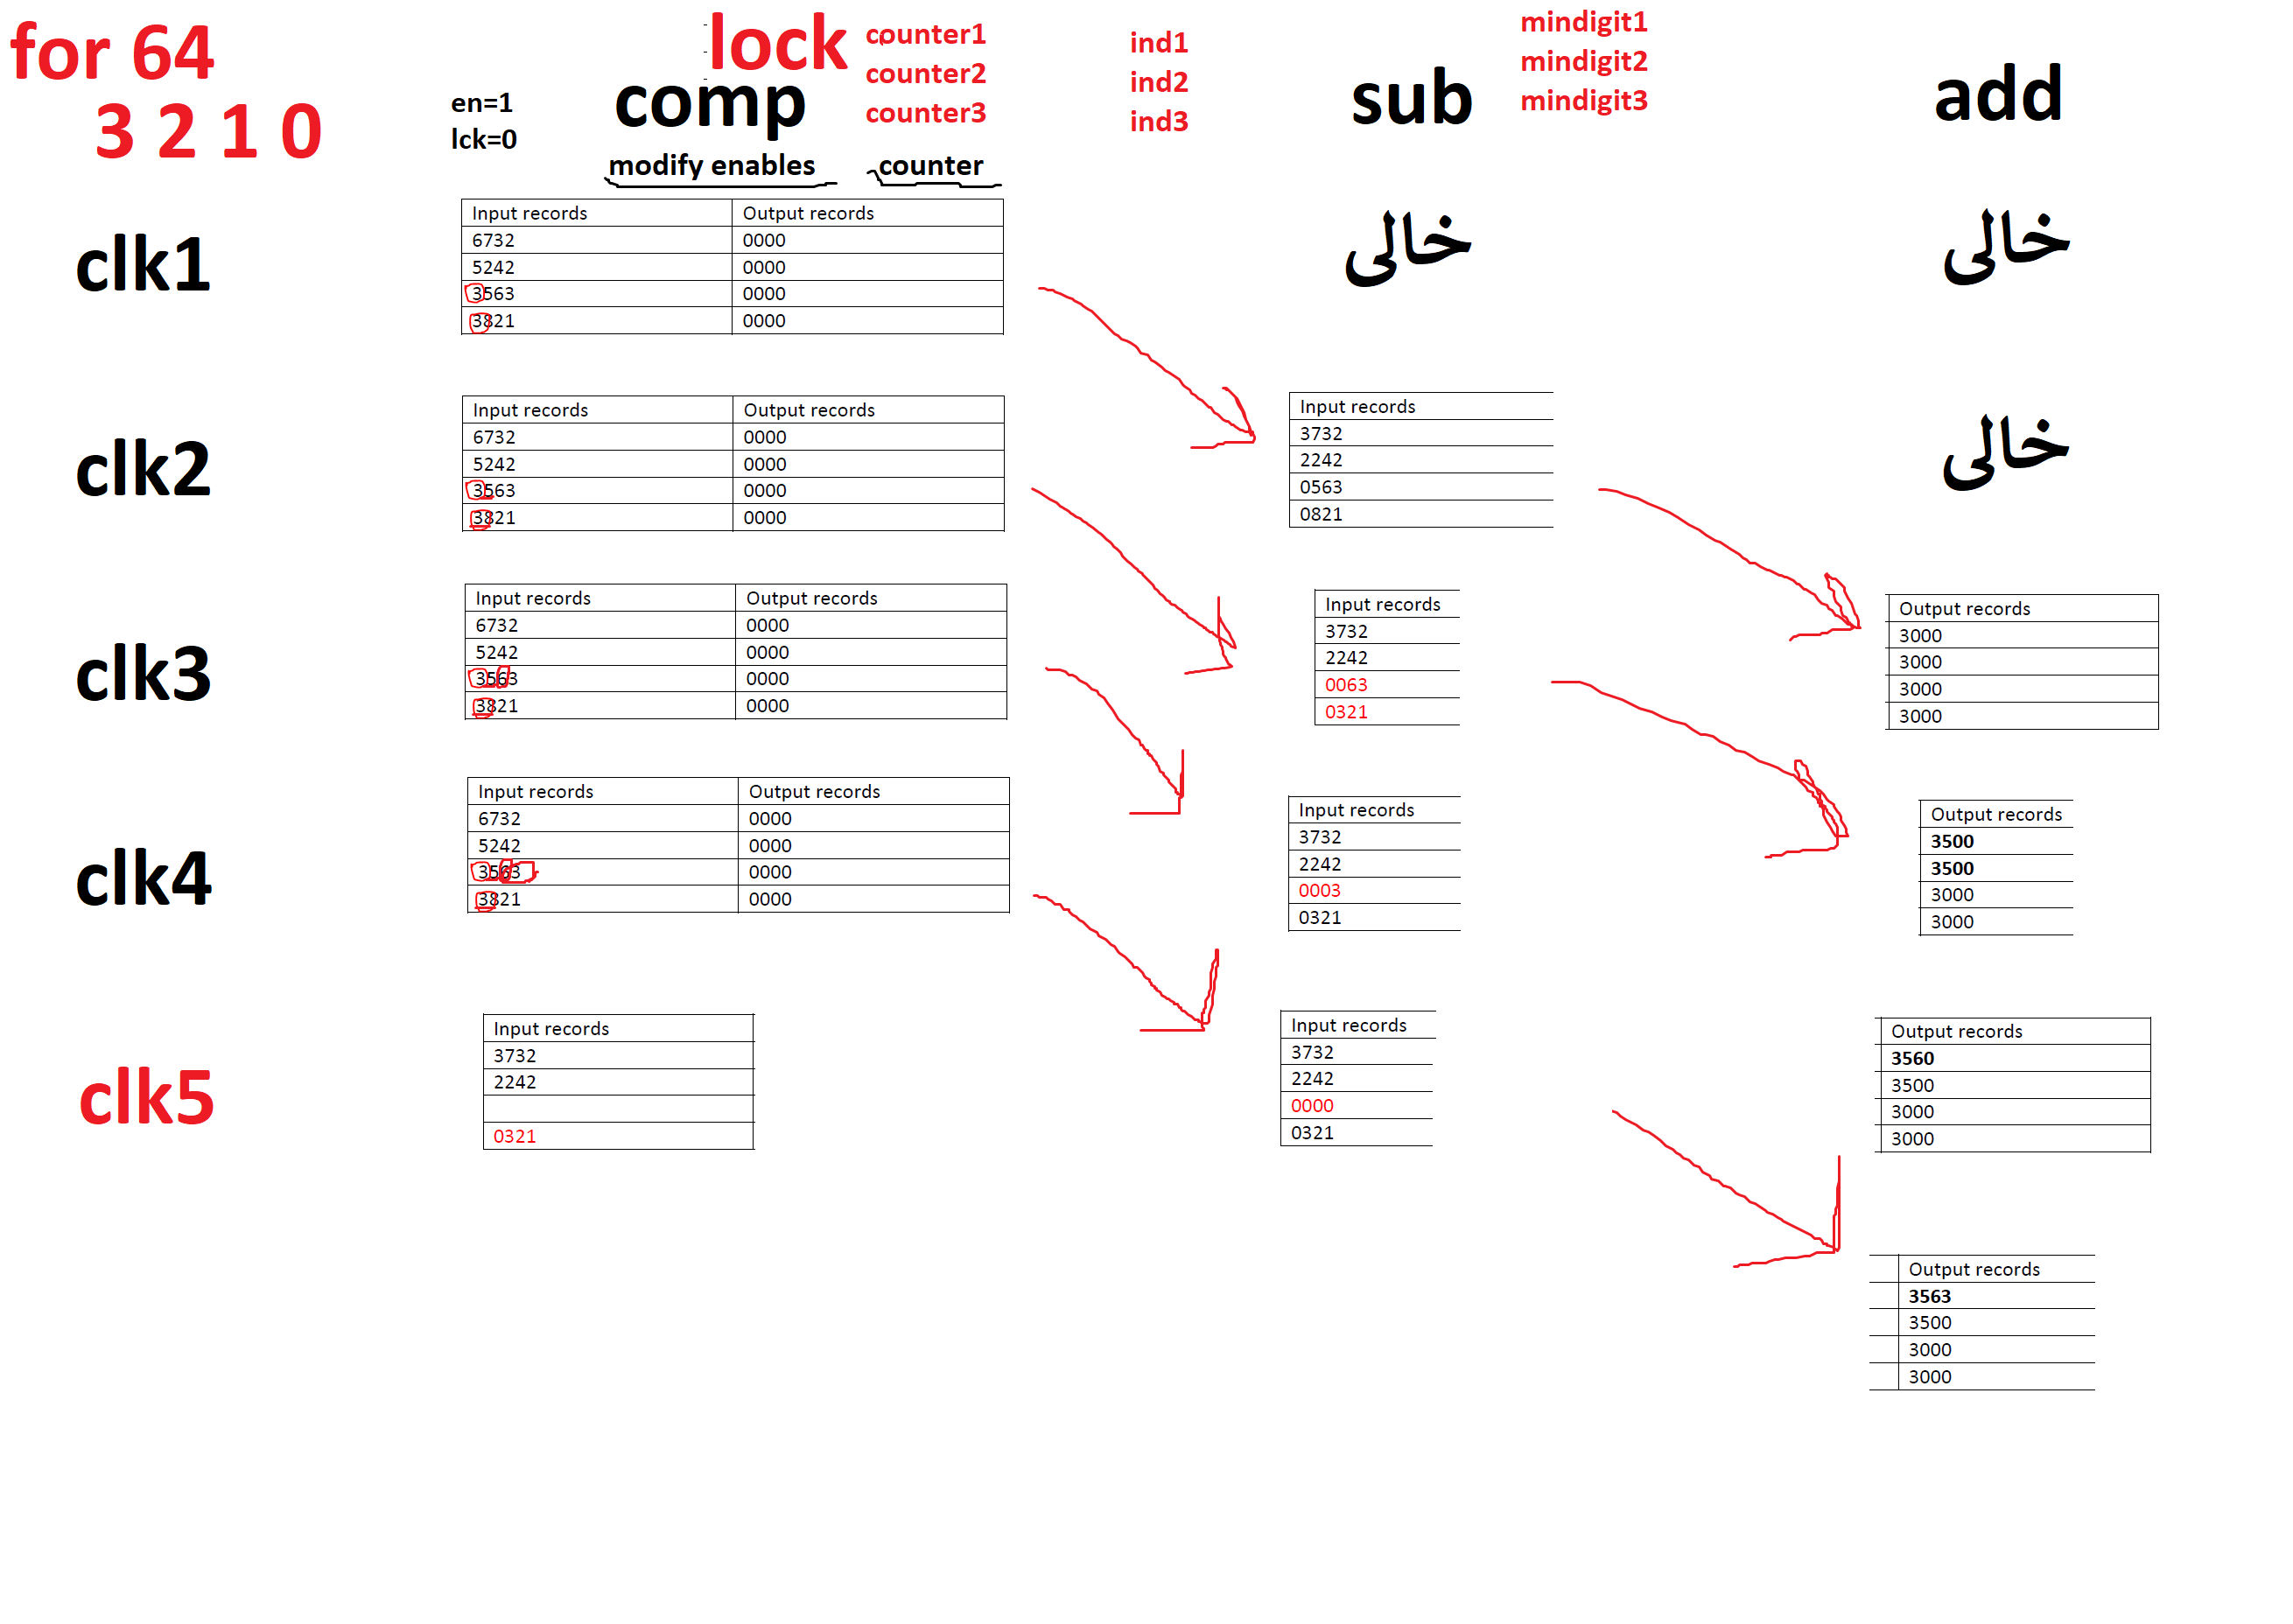 for 64
3 2 1 0
en=1
lck=0
lock
comp
modify enables
counter1
counter2
counter3
counter
ind1
ind2
ind3
sub
mindigit1
mindigit2
mindigit3
add
clk1
Input records Output records
6732 0000
5242 0000
3563 0000
3821 0000
خالی
خالی
clk2
Input records Output records
6732 0000
5242 0000
3563 0000
3821 0000
Input records
3732
2242
0563
0821
خالی
clk3
Input records Output records
6732 0000
5242 0000
3563 0000
3821 0000
Input records
3732
2242
0063
0321
Output records
3000
3000
3000
3000
clk4
Input records Output records
6732 0000
5242 0000
3563 0000
3821 0000
Input records
3732
2242
0003
0321
Output records
3500
3500
3000
3000
clk5
Input records
3732
2242
0321
Input records
3732
2242
0000
0321
Output records
3560
3500
3000
3000
Output records
3563
3500
3000
3000